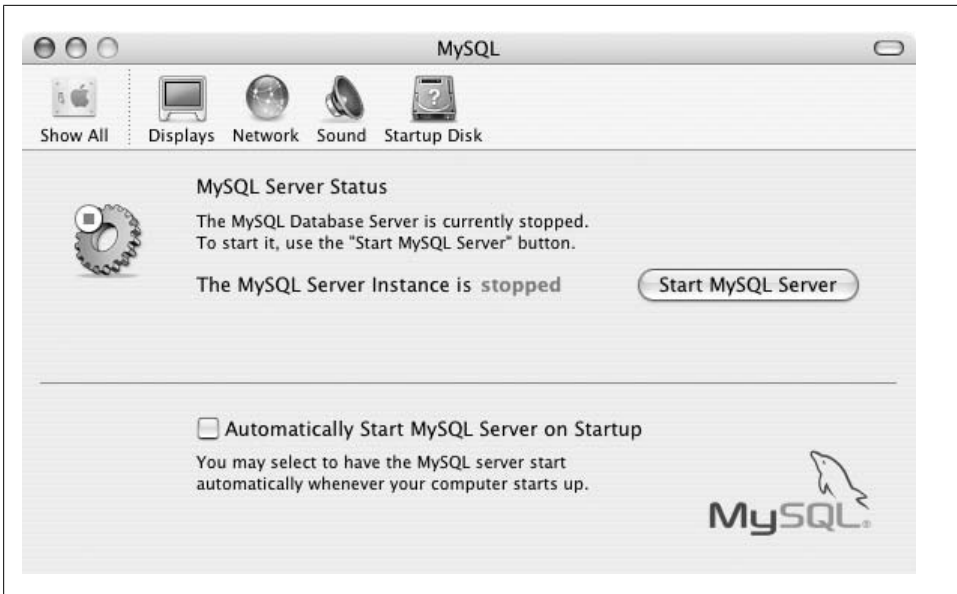 MySQL
Show All
Displays
Network
Sound
Startup Disk
MySQL Server Status
The MySQL Database Server is currently stopped.
To start it, use the "Start MySQL Server" button.
The MySQL Server Instance is stopped
Start MySQL Server
Automatically Start MySQL Server on Startup
You may select to have the MySQL server start
automatically whenever your computer starts up.
MySQL®